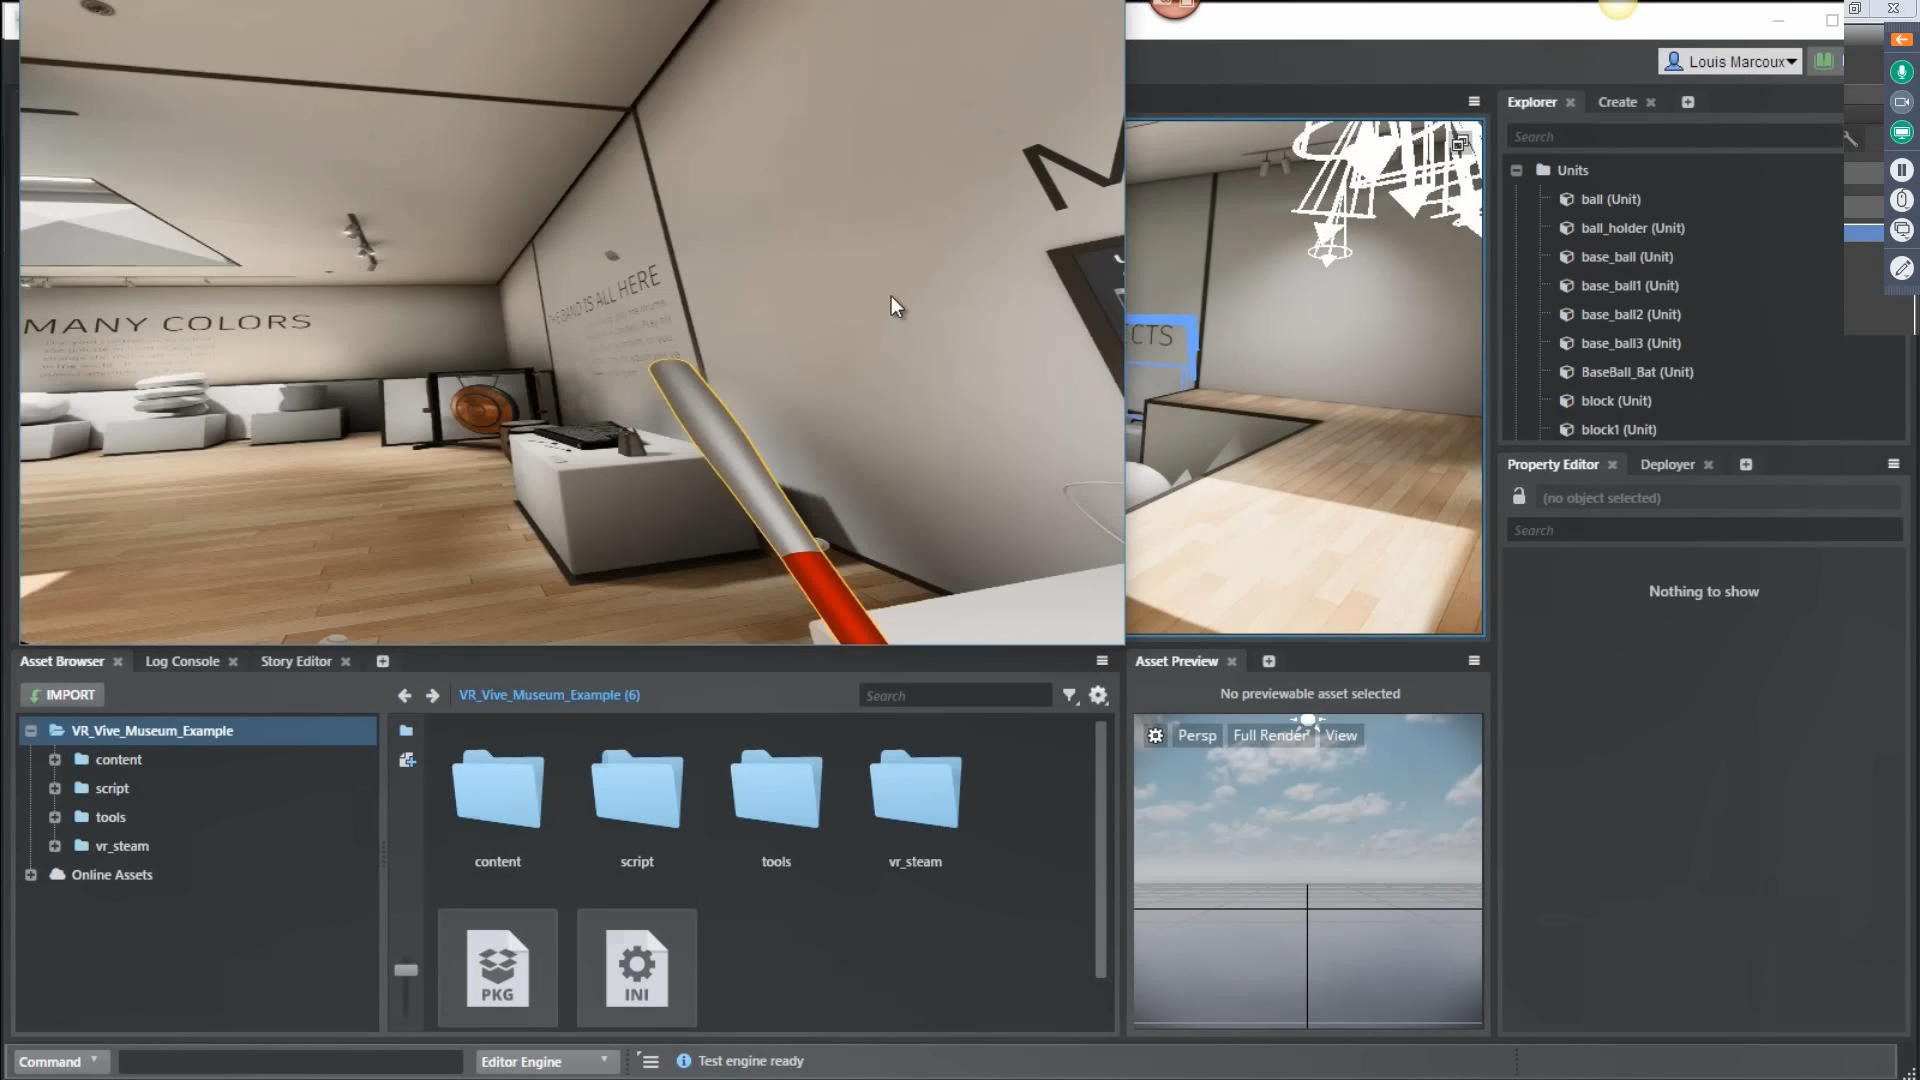 Louis Marcoux
Explorer
Create
Search
Units
ball (Unit)
ball_holder (Unit)
base_ball (Unit)
base_ball1 (Unit)
base_ball2 (Unit)
base_ball3 (Unit)
BaseBall_Bat (Unit)
block (Unit)
block1 (Unit)
MANY COLORS
THE BAND IS ALL HERE
M
ECTS
Property Editor
Deployer
(no object selected)
Search
Nothing to show
Asset Browser
Log Console
Story Editor
IMPORT
VR_Vive_Museum_Example (6)
Search
VR_Vive_Museum_Example
content
script
tools
vr_steam
Online Assets
content
script
tools
vr_steam
PKG
INI
Asset Preview
No previewable asset selected
Persp
Full Render
View
Command
Editor Engine
Test engine ready